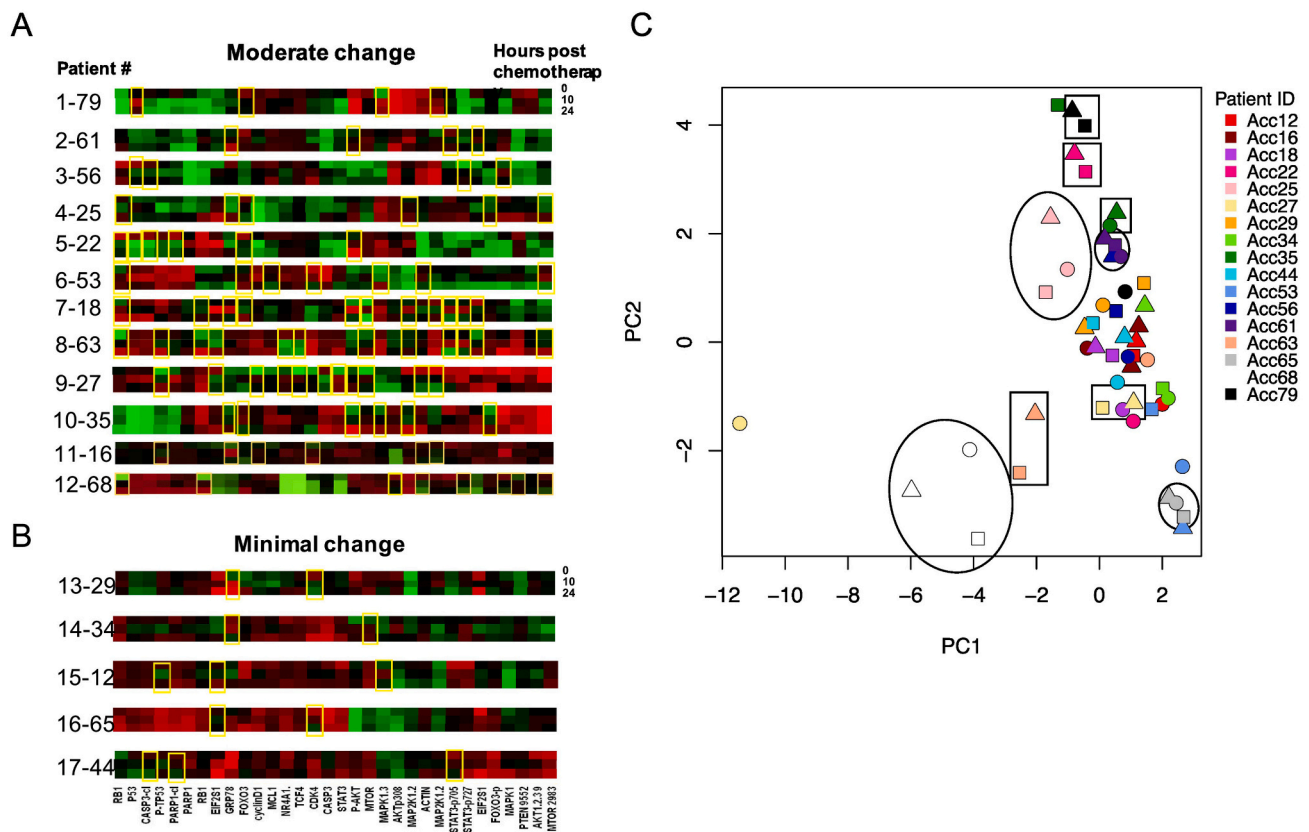 A
Moderate change
Patient #
Hours post
chemotherap
0
10
24
1-79
2-61
3-56
4-25
5-22
6-53
7-18
8-63
9-27
10-35
11-16
12-68
B
Minimal change
0
10
24
13-29
14-34
15-12
16-65
17-44
RB1
P53
CASP3-cl
P-TP53
PARP1-cl
PARP1
RB1
EIF2S1
GRP78
FOXO3
cyclinD1
MCL1
NR4A1.
TCF4
CDK4
CASP3
STAT3
P-AKT
MTOR
MAPK1.3
AKTp308
MAP2K1.2
ACTIN
MAP2K1.2
STAT3-p705
STAT3-p727
EIF2S1
FOXO3-p
MAPK1
PTEN 9552
AKT1.2.3 9
MTOR 2983
C
PC2
4
2
0
−2
−12
−10
−8
−6
−4
−2
0
2
PC1
Patient ID
Acc12
Acc16
Acc18
Acc22
Acc25
Acc27
Acc29
Acc34
Acc35
Acc44
Acc53
Acc56
Acc61
Acc63
Acc65
Acc68
Acc79